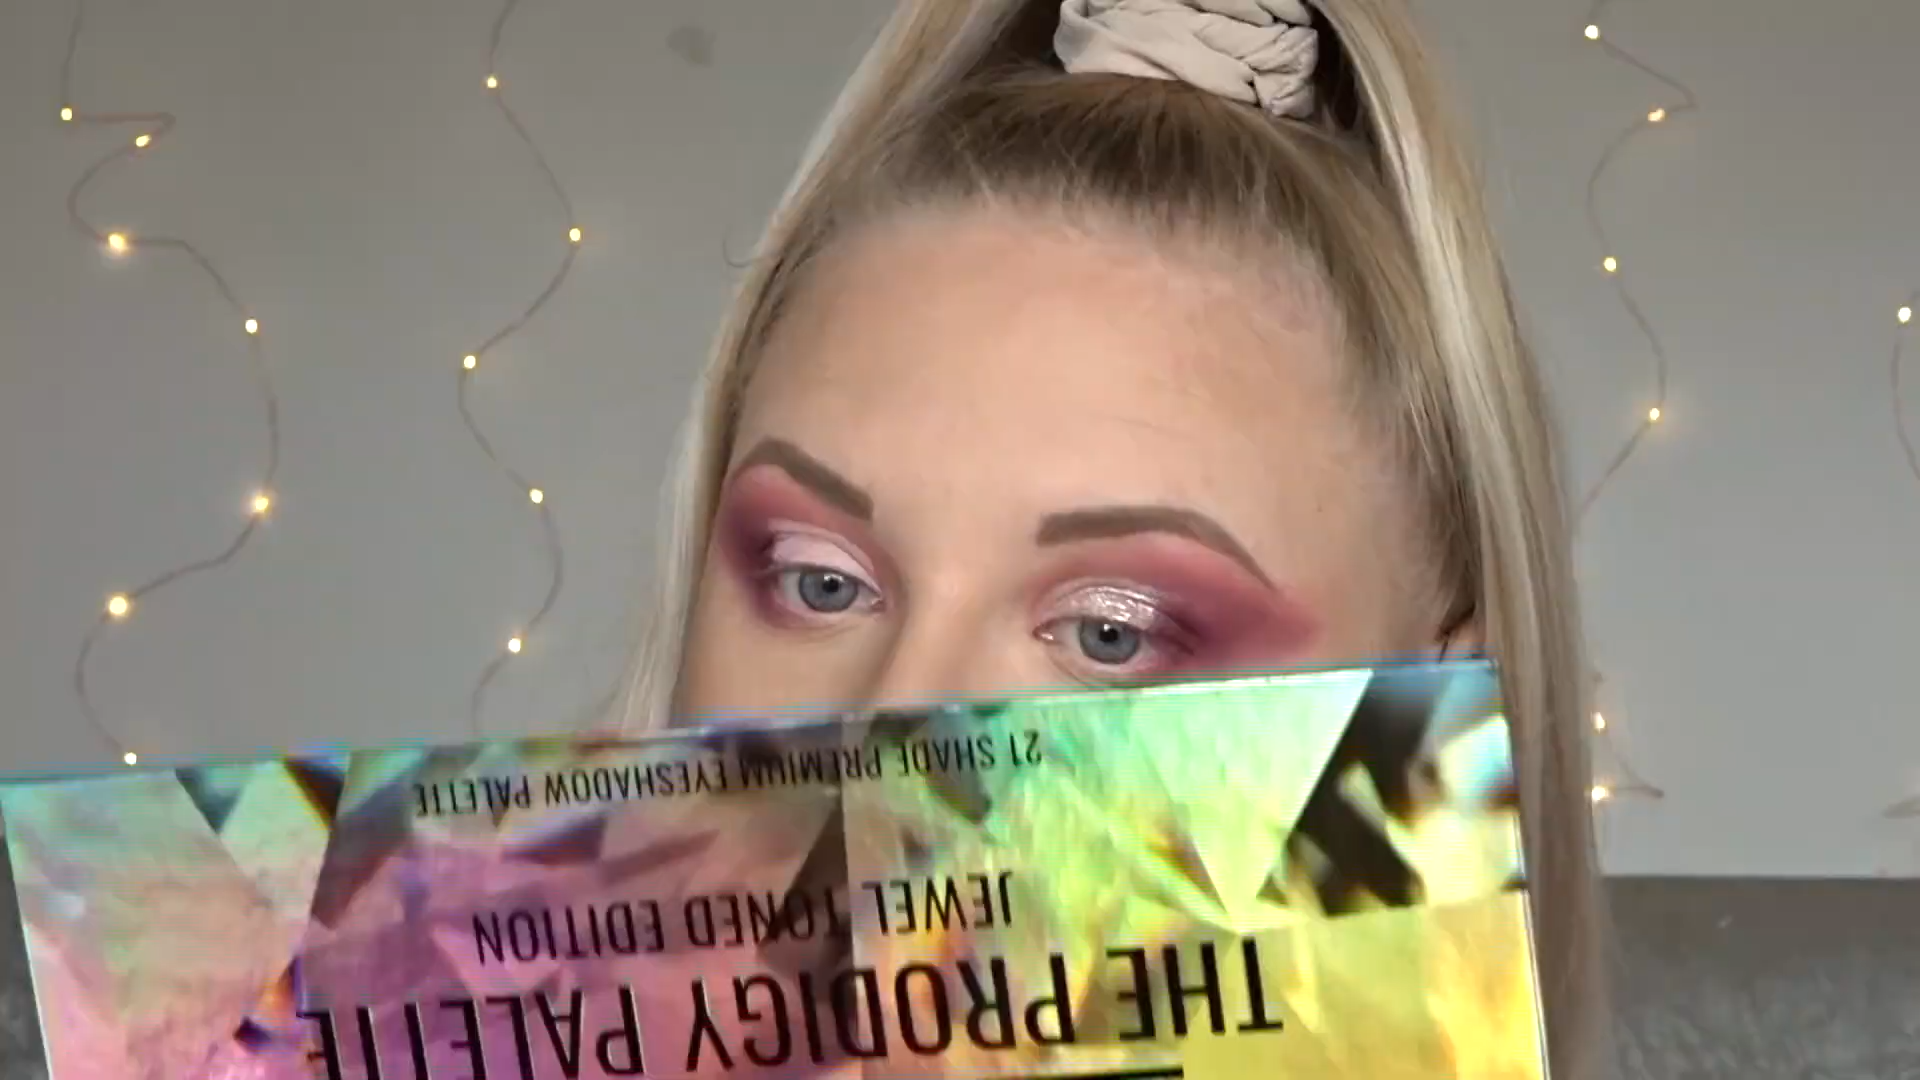 THE PRODIGY PALETTE
JEWEL TONED EDITION
21 SHADE PREMIUM EYESHADOW PALETTE